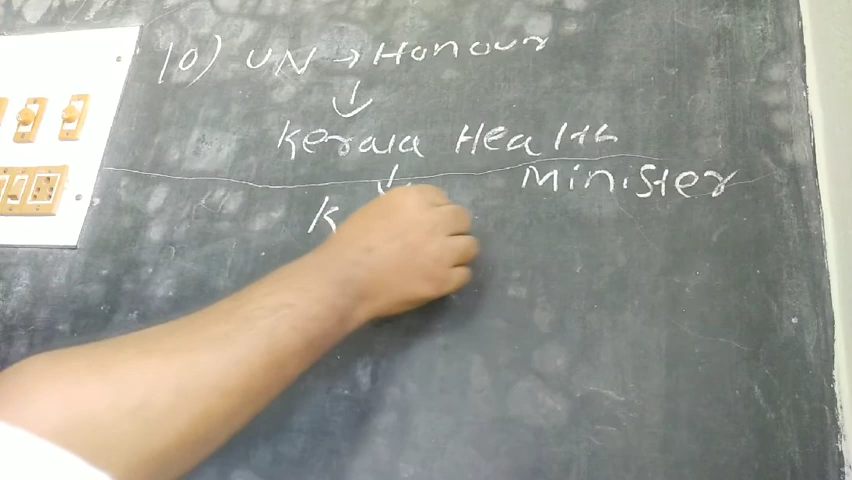 10) UN → Honour
↓
Kerala Health
Minister
↓
K